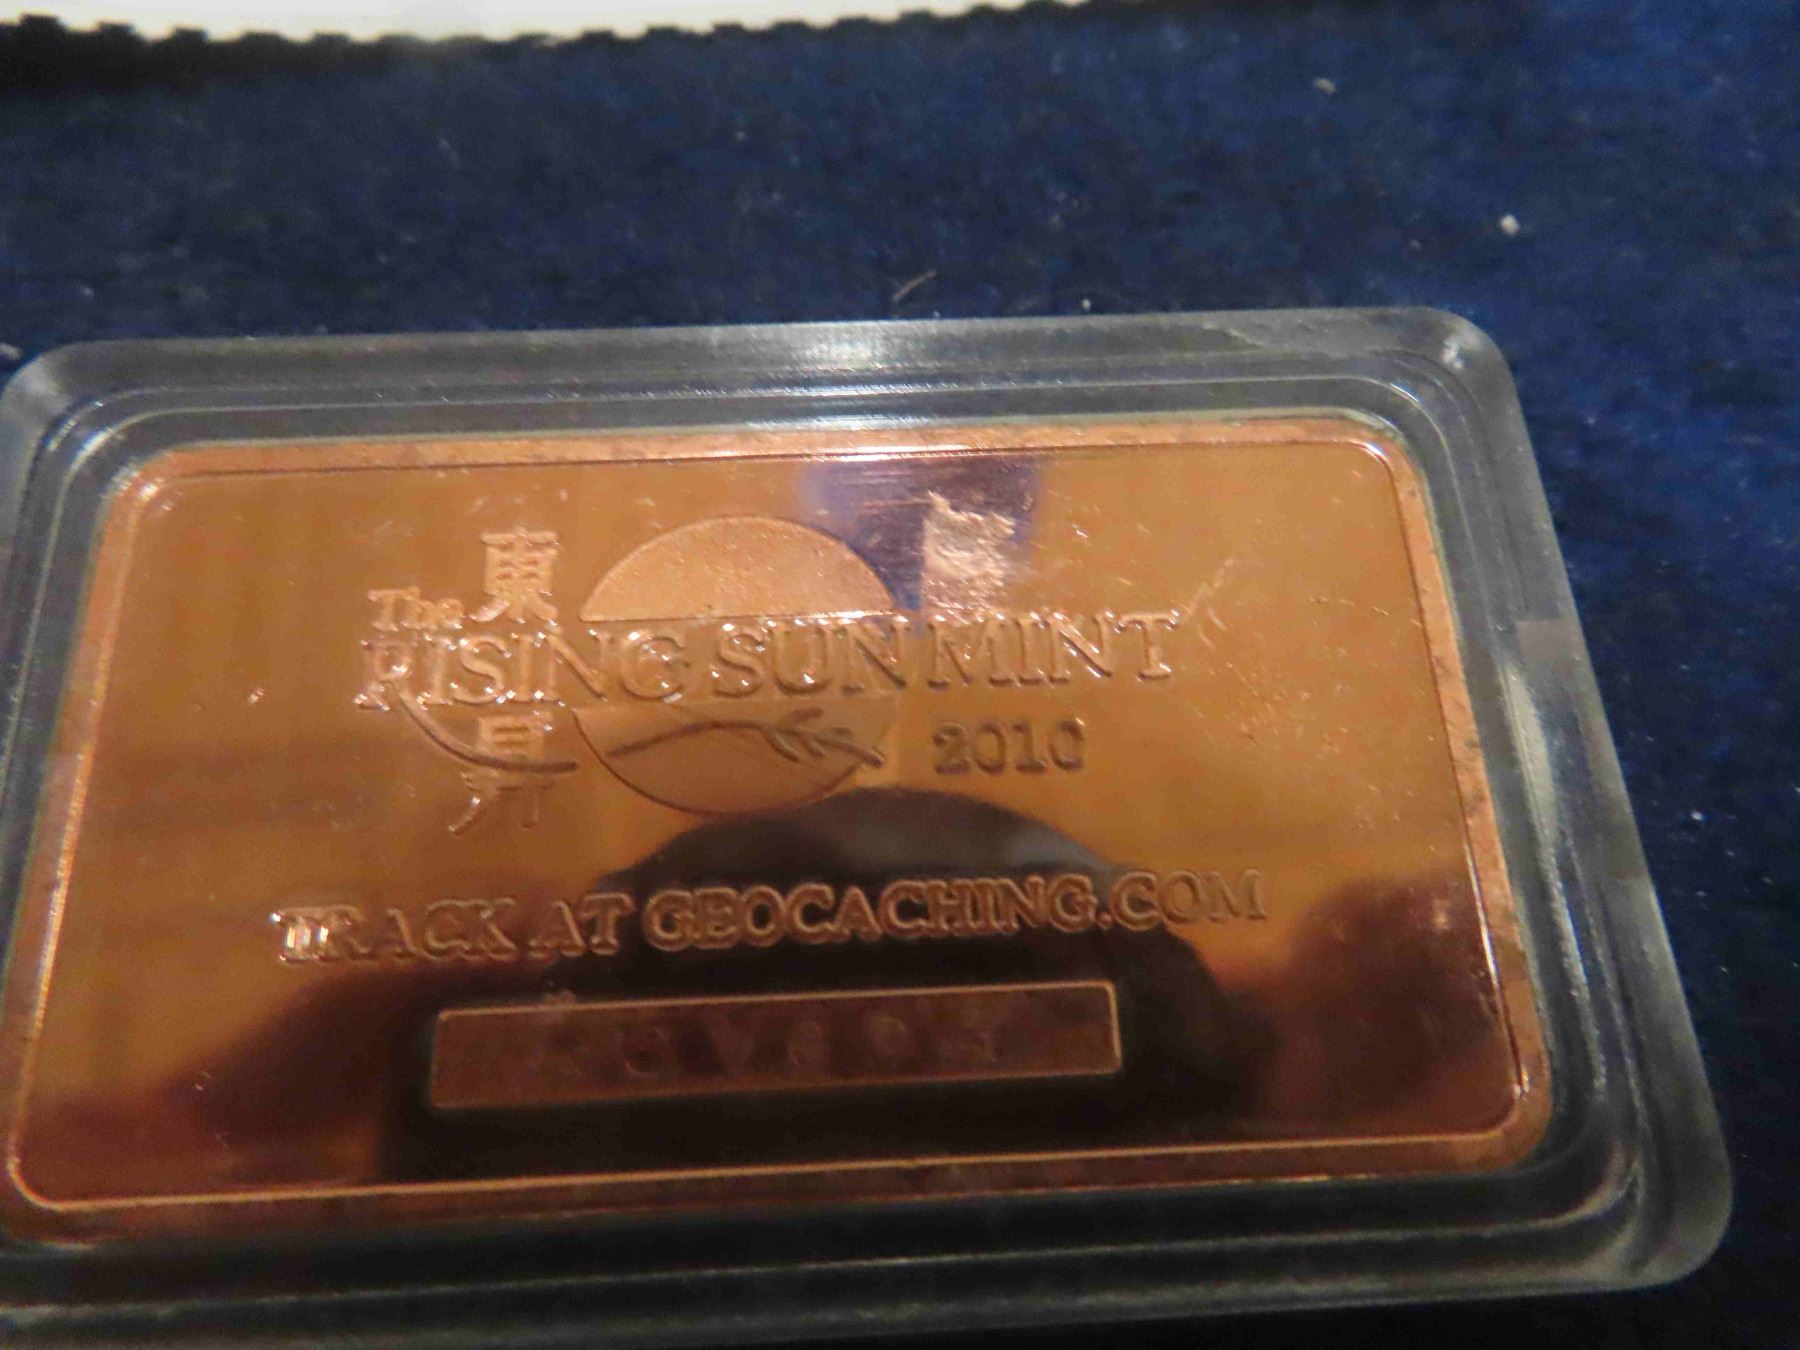 東昇
The
RISING SUN MINT
2010
TRACK AT GEOCACHING.COM